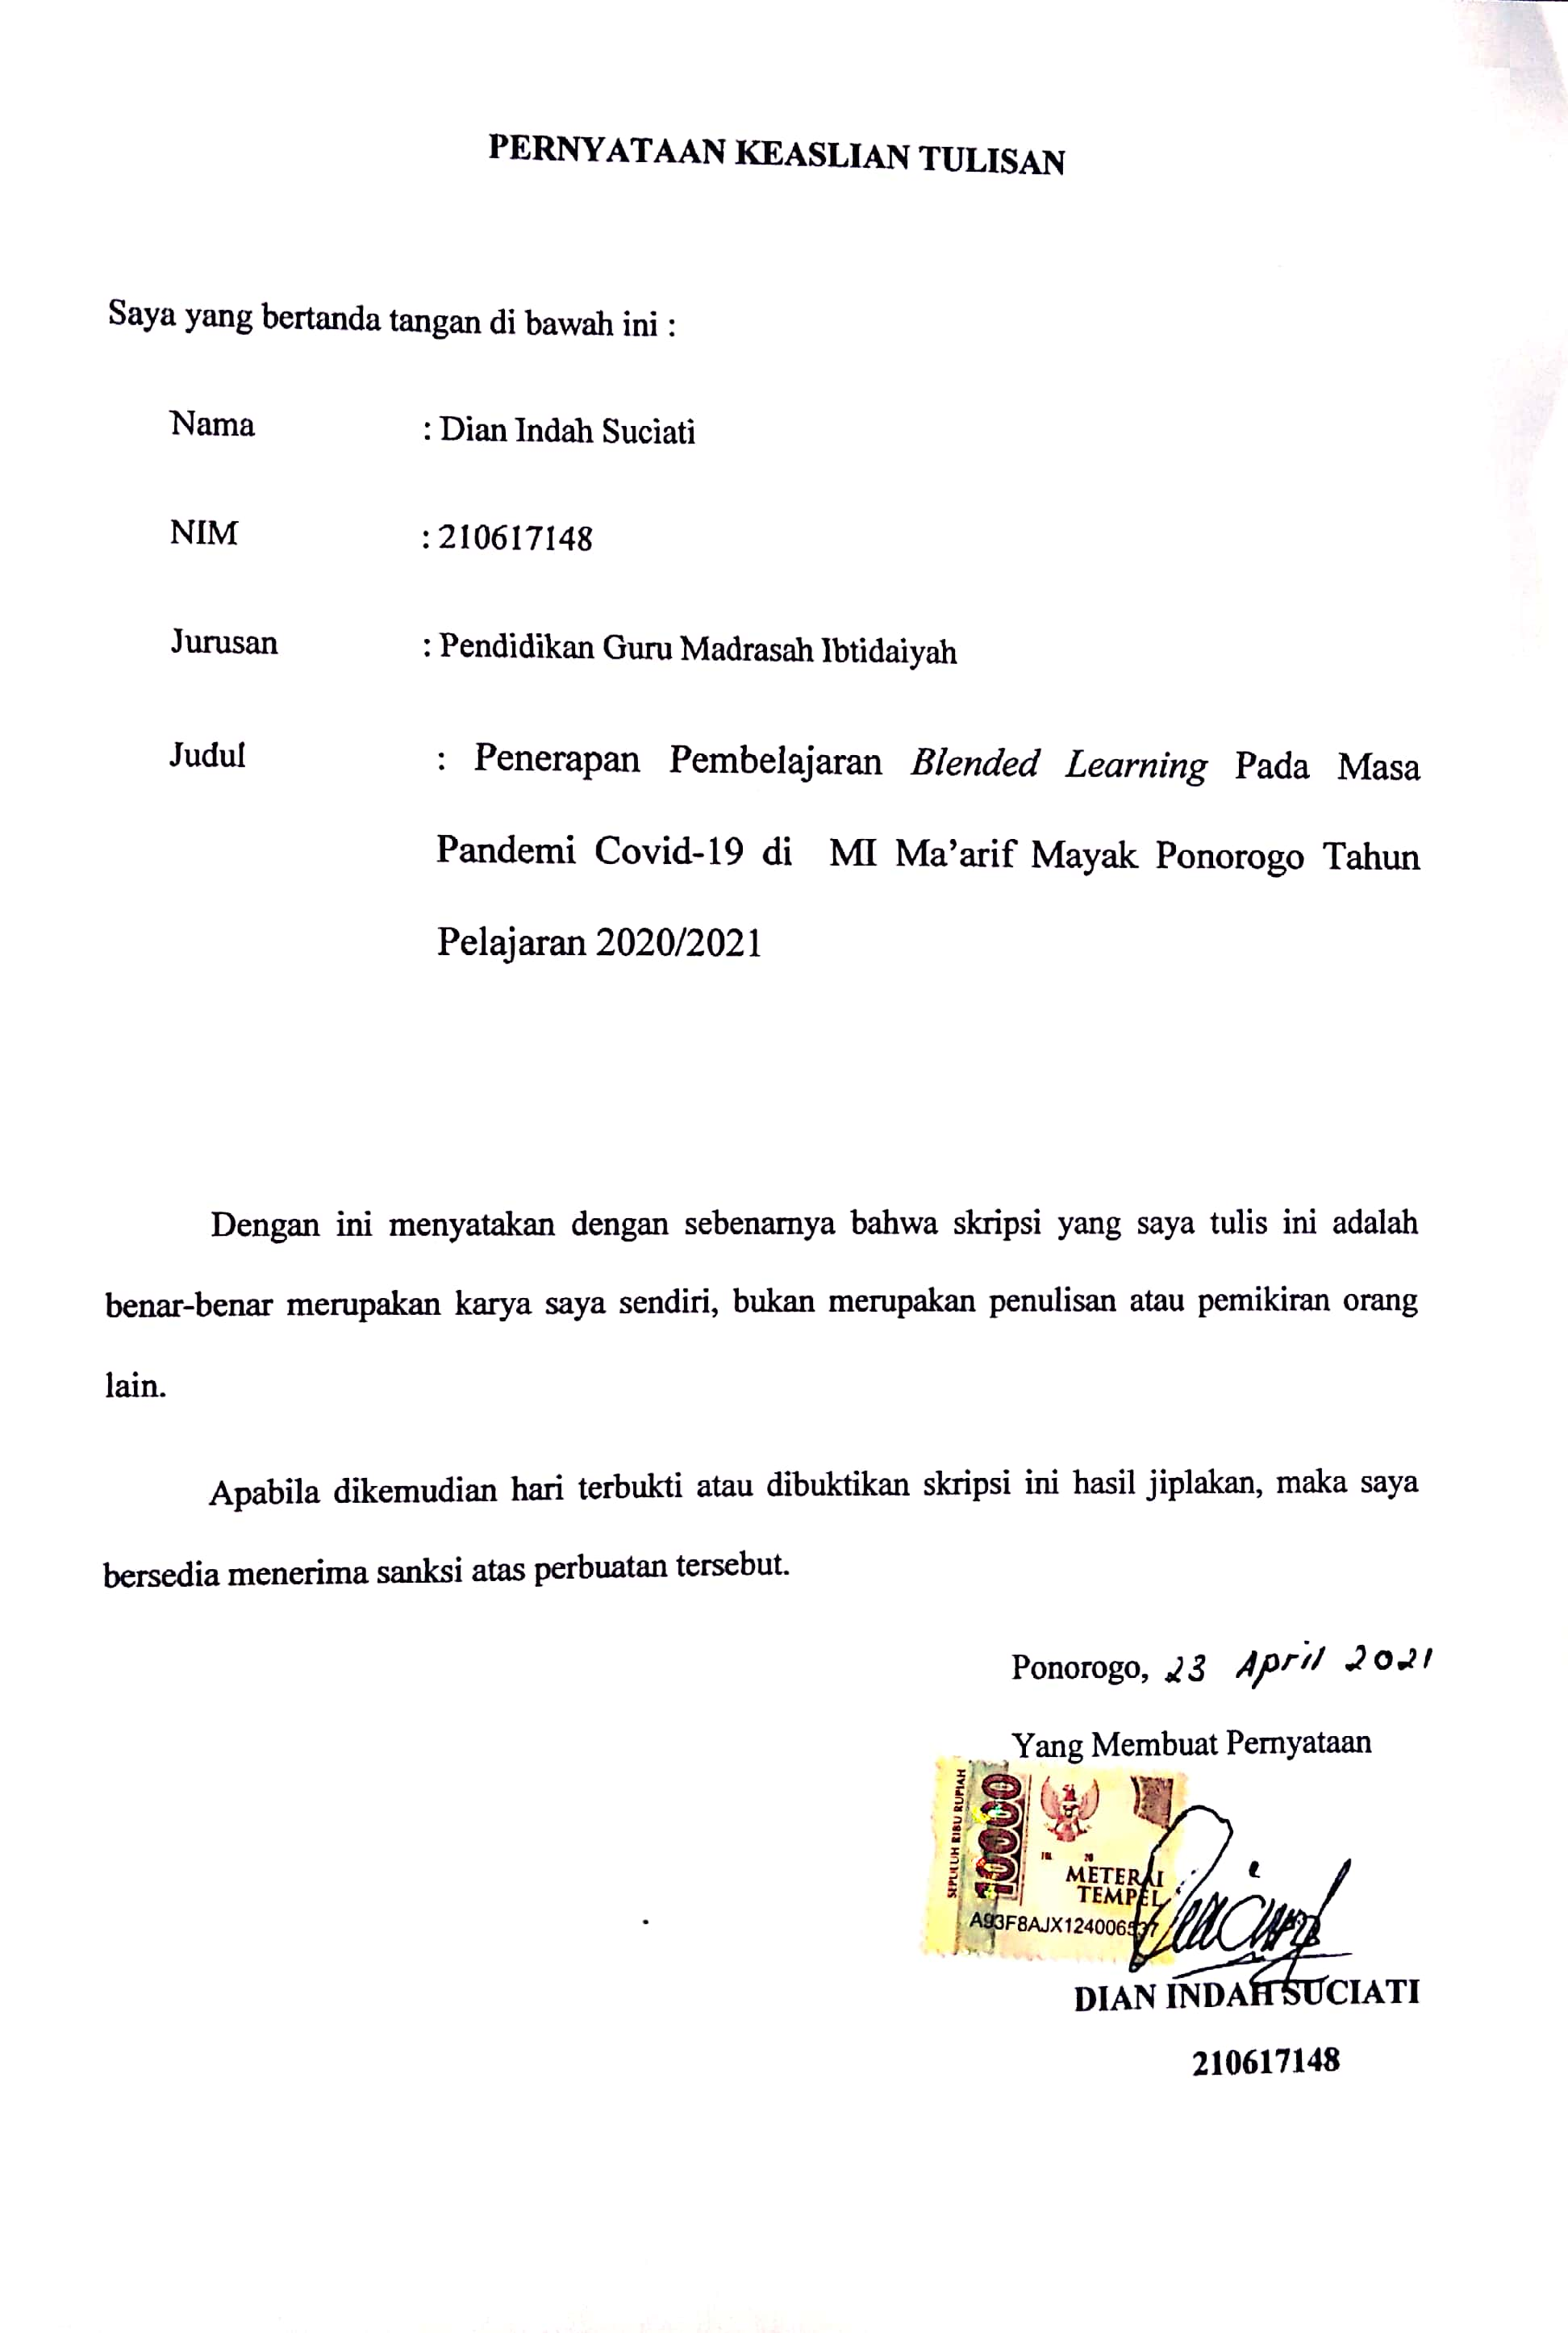 PERNYATAAN KEASLIAN TULISAN
Saya yang bertanda tangan di bawah ini :
Nama : Dian Indah Suciati
NIM : 210617148
Jurusan : Pendidikan Guru Madrasah Ibtidaiyah
Judul : Penerapan Pembelajaran Blended Learning Pada Masa
Pandemi Covid-19 di MI Ma'arif Mayak Ponorogo Tahun
Pelajaran 2020/2021
Dengan ini menyatakan dengan sebenarnya bahwa skripsi yang saya tulis ini adalah
benar-benar merupakan karya saya sendiri, bukan merupakan penulisan atau pemikiran orang
lain.
Apabila dikemudian hari terbukti atau dibuktikan skripsi ini hasil jiplakan, maka saya
bersedia menerima sanksi atas perbuatan tersebut.
Ponorogo, 23 April 2021
Yang Membuat Pernyataan
SEPULUH RIBU RUPIAH
10000
METERAI
TEMPEL
DIAN INDAH SUCIATI
210617148